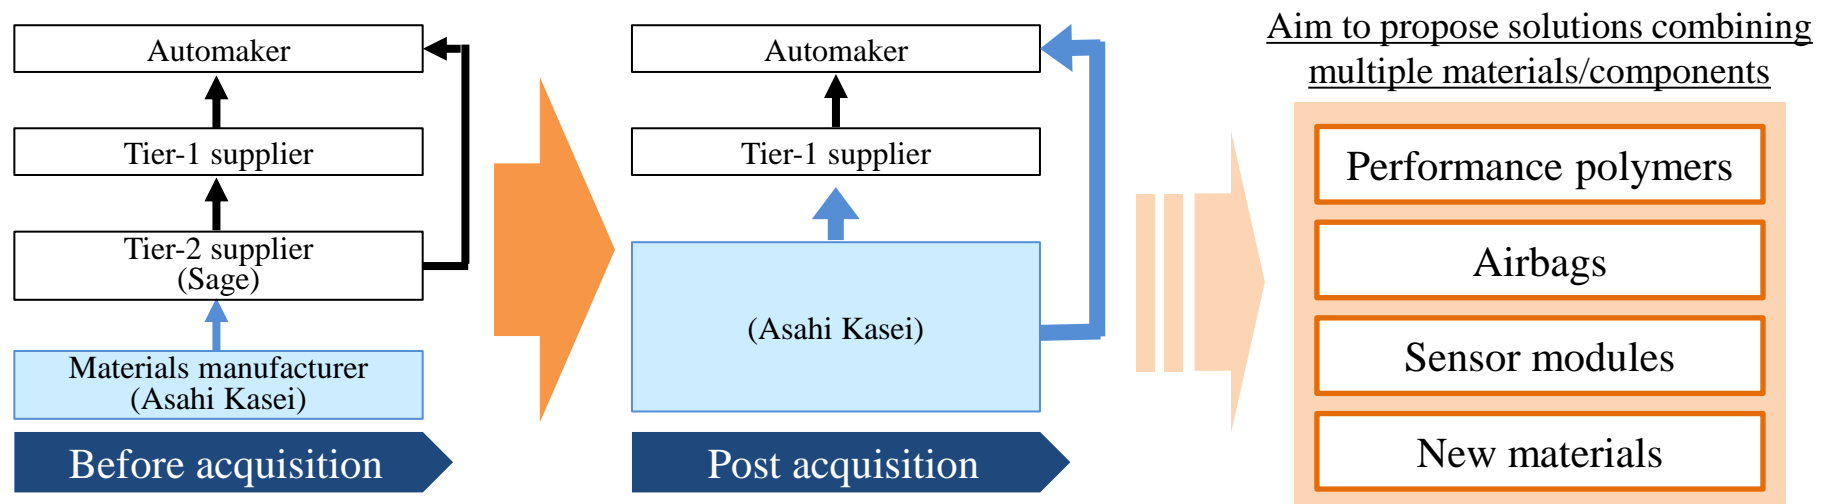 Automaker
Tier-1 supplier
Tier-2 supplier
(Sage)
Materials manufacturer
(Asahi Kasei)
Before acquisition
Automaker
Tier-1 supplier
(Asahi Kasei)
Post acquisition
Aim to propose solutions combining
multiple materials/components
Performance polymers
Airbags
Sensor modules
New materials